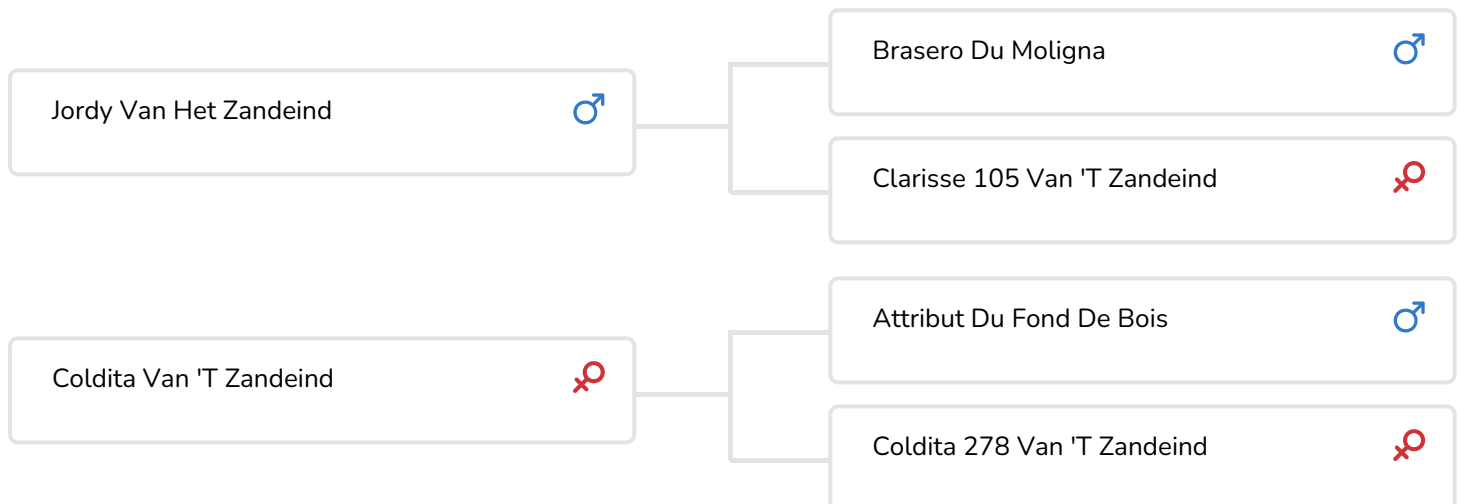 Brasero Du Moligna
Jordy Van Het Zandeind
Clarisse 105 Van 'T Zandeind
Attribut Du Fond De Bois
Coldita Van 'T Zandeind
Coldita 278 Van 'T Zandeind